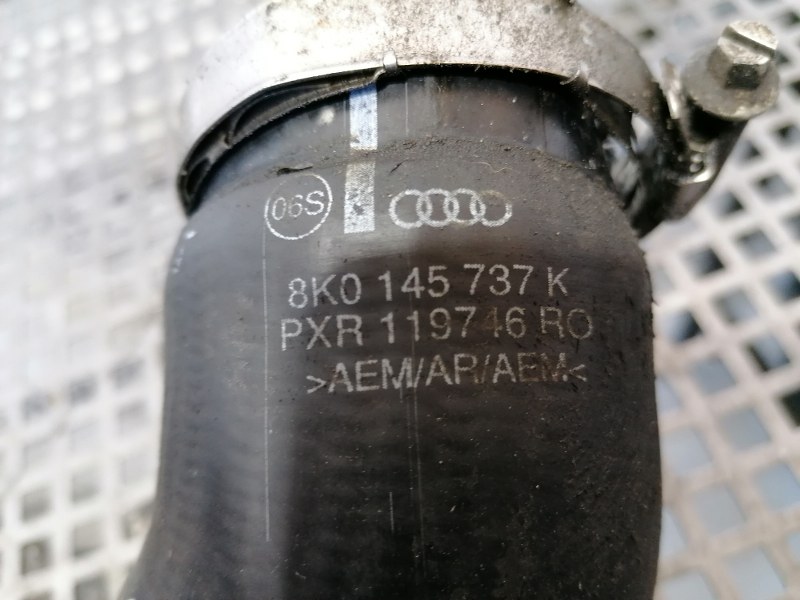 06S
8K0 145 737 K
PXR 119746 RO
>AEM/AR/AEM<